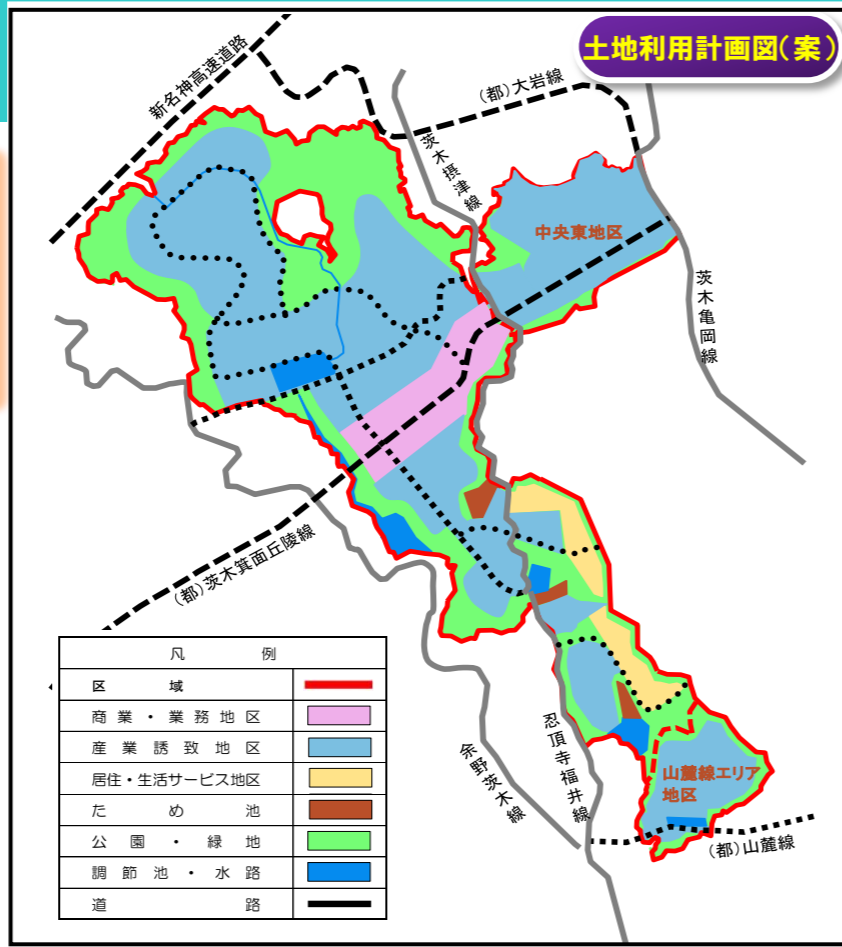 土地利用計画図(案)
新名神高速道路
(都)大岩線
茨木摂津線
中央東地区
茨木亀岡線
(都)茨木箕面丘陵線
凡例
区域
商業・業務地区
産業誘致地区
居住・生活サービス地区
ため池
公園・緑地
調節池・水路
道路
余野茨木線
忍頂寺福井線
山麓線エリア
地区
(都)山麓線